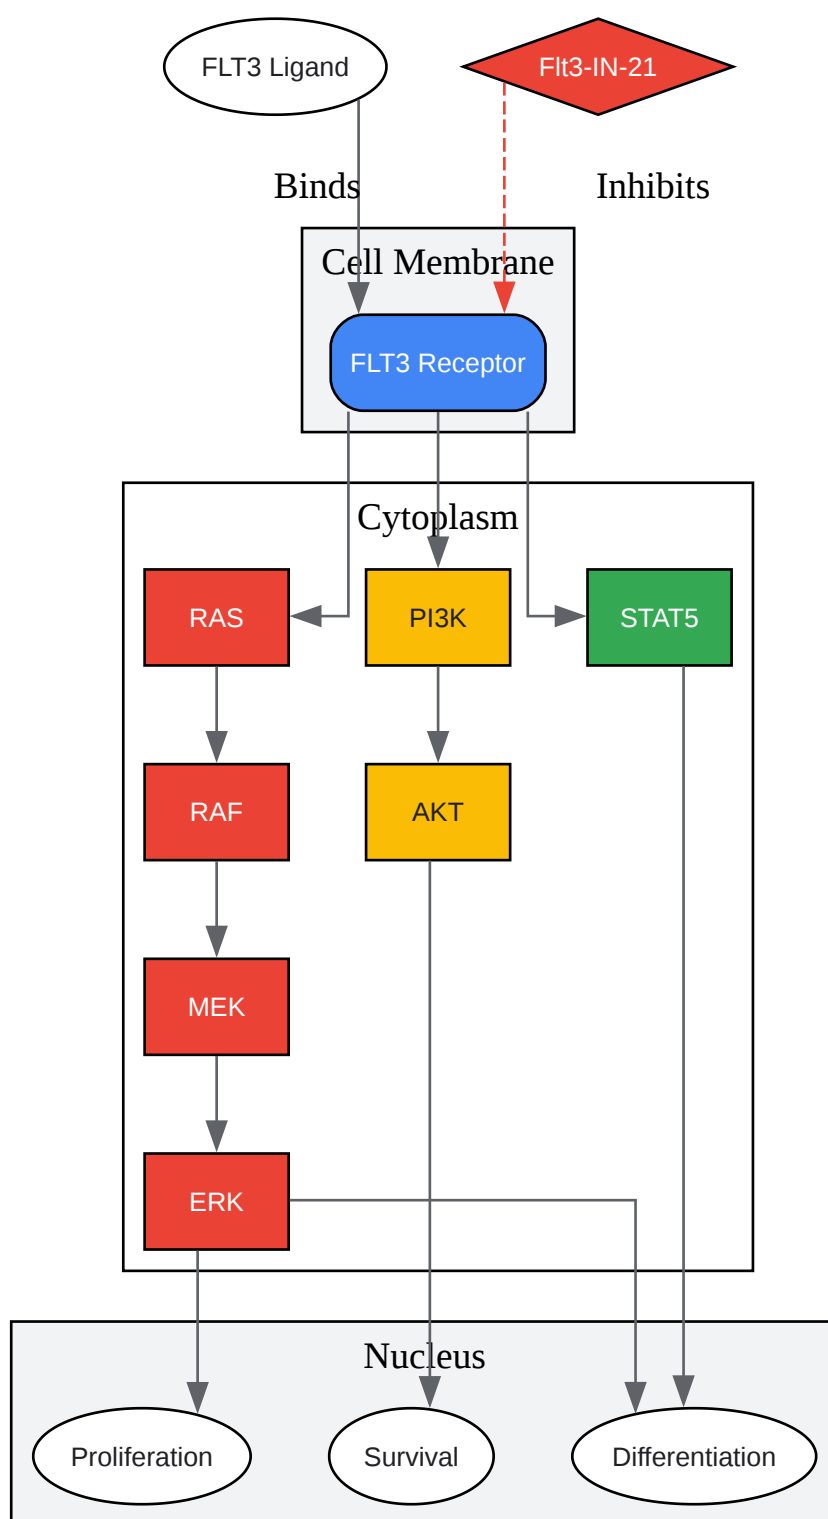 FLT3 Ligand
Flt3-IN-21
Binds
Inhibits
Cell Membrane
FLT3 Receptor
Cytoplasm
RAS
PI3K
STAT5
RAF
AKT
MEK
ERK
Nucleus
Proliferation
Survival
Differentiation